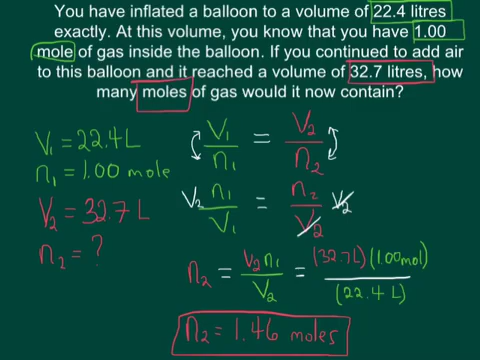 You have inflated a balloon to a volume of 22.4 litres
exactly. At this volume, you know that you have 1.00
mole of gas inside the balloon. If you continued to add air
to this balloon and it reached a volume of 32.7 litres, how
many moles of gas would it now contain?
V₁ = 22.4 L
n₁ = 1.00 mole
V₂ = 32.7 L
n₂ = ?
V₁/n₁ = V₂/n₂
V₂ n₁/V₁ = n₂/V₂ V₂
n₂ = V₂n₁/V₂ = (32.7 L)(1.00 mol)/(22.4 L)
n₂ = 1.46 moles